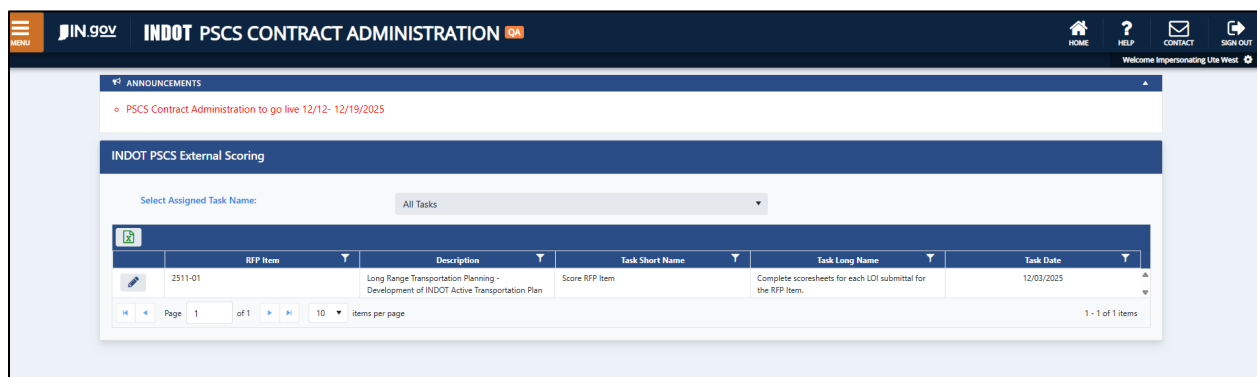 MENU
IN.gov
INDOT PSCS CONTRACT ADMINISTRATION QA
HOME
? HELP
CONTACT
SIGN OUT
Welcome Impersonating Ute West
ANNOUNCEMENTS
PSCS Contract Administration to go live 12/12- 12/19/2025
INDOT PSCS External Scoring
Select Assigned Task Name:
All Tasks
RFP Item
Description
Task Short Name
Task Long Name
Task Date
2511-01
Long Range Transportation Planning -
Development of INDOT Active Transportation Plan
Score RFP Item
Complete scoresheets for each LOI submittal for
the RFP Item.
12/03/2025
Page 1 of 1
10 items per page
1 - 1 of 1 items